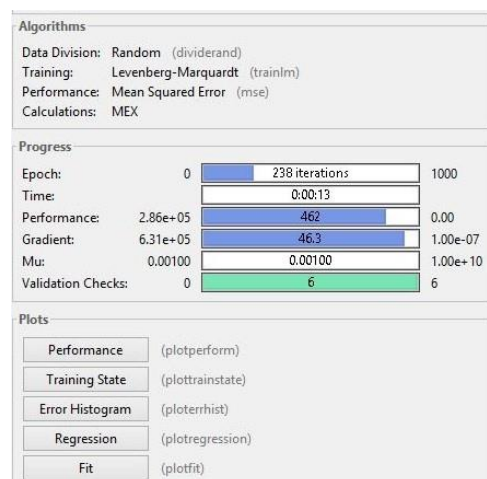 Algorithms
Data Division: Random (dividerand)
Training: Levenberg-Marquardt (trainlm)
Performance: Mean Squared Error (mse)
Calculations: MEX
Progress
Epoch: 0 238 iterations 1000
Time: 0:00:13
Performance: 2.86e+05 462 0.00
Gradient: 6.31e+05 46.3 1.00e-07
Mu: 0.00100 0.00100 1.00e+10
Validation Checks: 0 6 6
Plots
Performance (plotperform)
Training State (plottrainstate)
Error Histogram (ploterrhist)
Regression (plotregression)
Fit (plotfit)